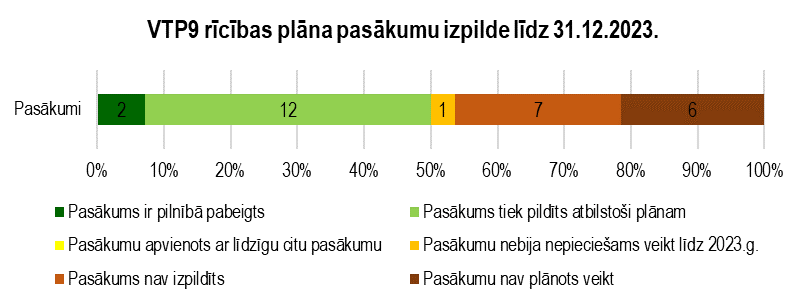 VTP9 rīcības plāna pasākumu izpilde līdz 31.12.2023.
Pasākumi 2 12 1 7 6
0% 10% 20% 30% 40% 50% 60% 70% 80% 90% 100%
Pasākums ir pilnībā pabeigts Pasākums tiek pildīts atbilstoši plānam
Pasākumu apvienots ar līdzīgu citu pasākumu Pasākumu nebija nepieciešams veikt līdz 2023.g.
Pasākums nav izpildīts Pasākumu nav plānots veikt